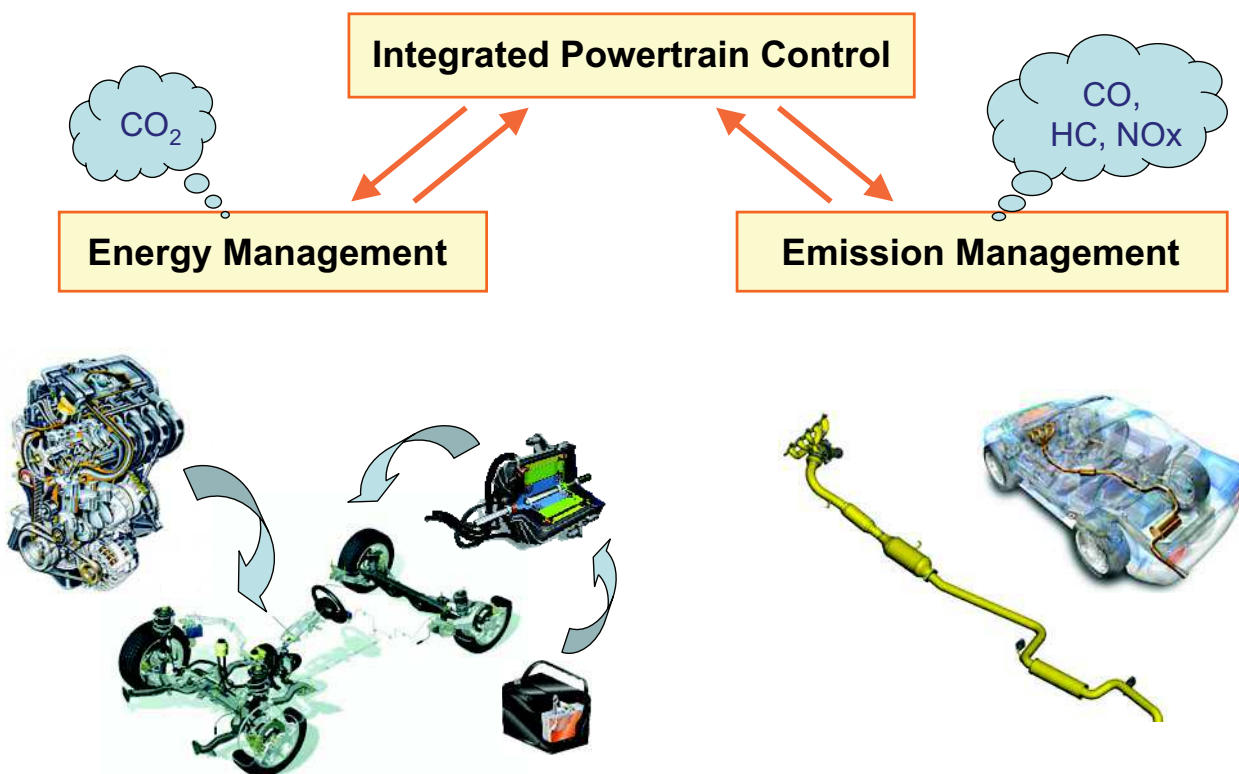 Integrated Powertrain Control
CO₂
CO,
HC, NOx
Energy Management
Emission Management